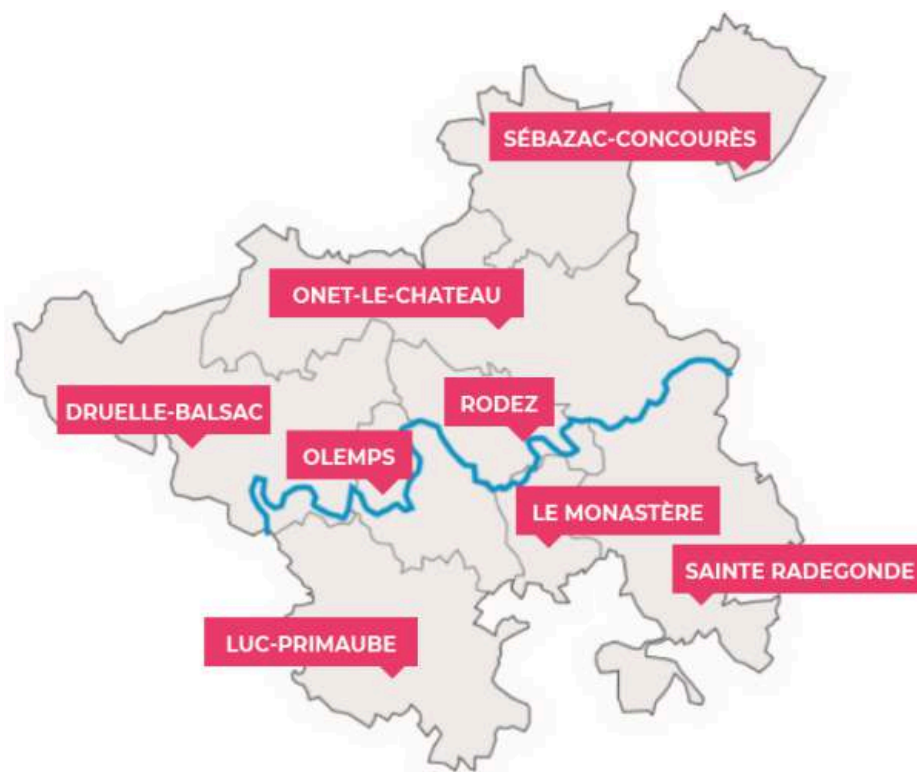 SÉBAZAC-CONCOURÈS
ONET-LE-CHATEAU
DRUELLE-BALSAC
RODEZ
OLEMPS
LE MONASTÈRE
SAINTE RADEGONDE
LUC-PRIMAUBE